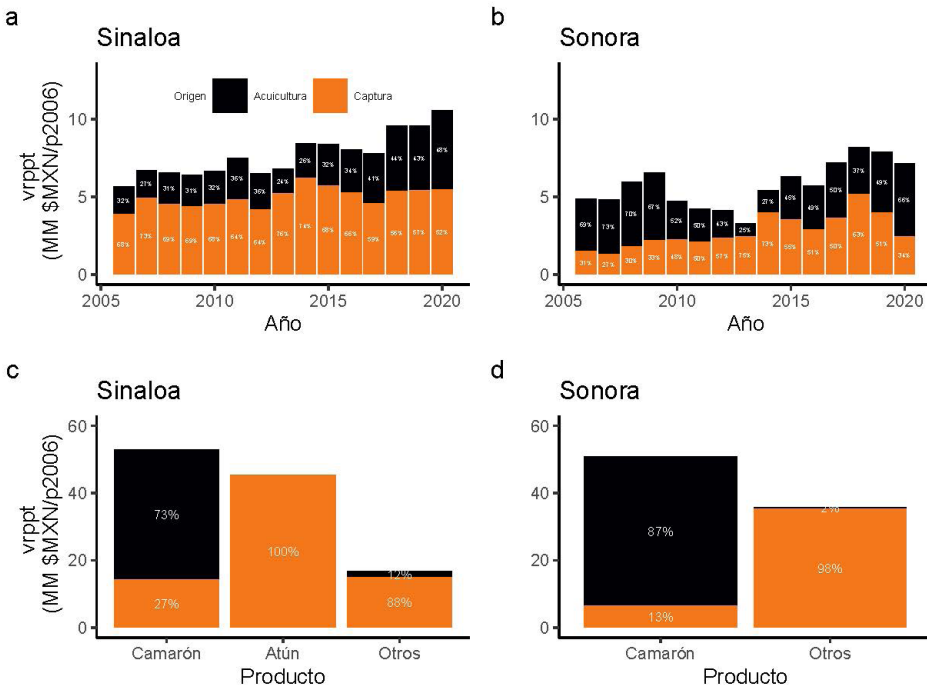 a
Sinaloa
vrppt
(MM $MXN/p2006)
10
5
0
Origen Acuicultura Captura
32% 27% 31% 31% 32% 36% 36% 24% 26% 32% 34% 41% 44% 43% 48%
68% 73% 69% 69% 68% 64% 64% 76% 74% 68% 66% 59% 56% 57% 52%
2005 2010 2015 2020
Año
b
Sonora
10
5
0
69% 73% 70% 67% 52% 50% 43% 25% 27% 45% 49% 50% 37% 49% 66%
31% 27% 30% 33% 48% 50% 57% 75% 73% 55% 51% 50% 63% 51% 34%
2005 2010 2015 2020
Año
c
Sinaloa
vrppt
(MM $MXN/p2006)
60
40
20
0
73% 100% 12%
27% 88%
Camarón Atún Otros
Producto
d
Sonora
60
40
20
0
87% 2%
13% 98%
Camarón Otros
Producto